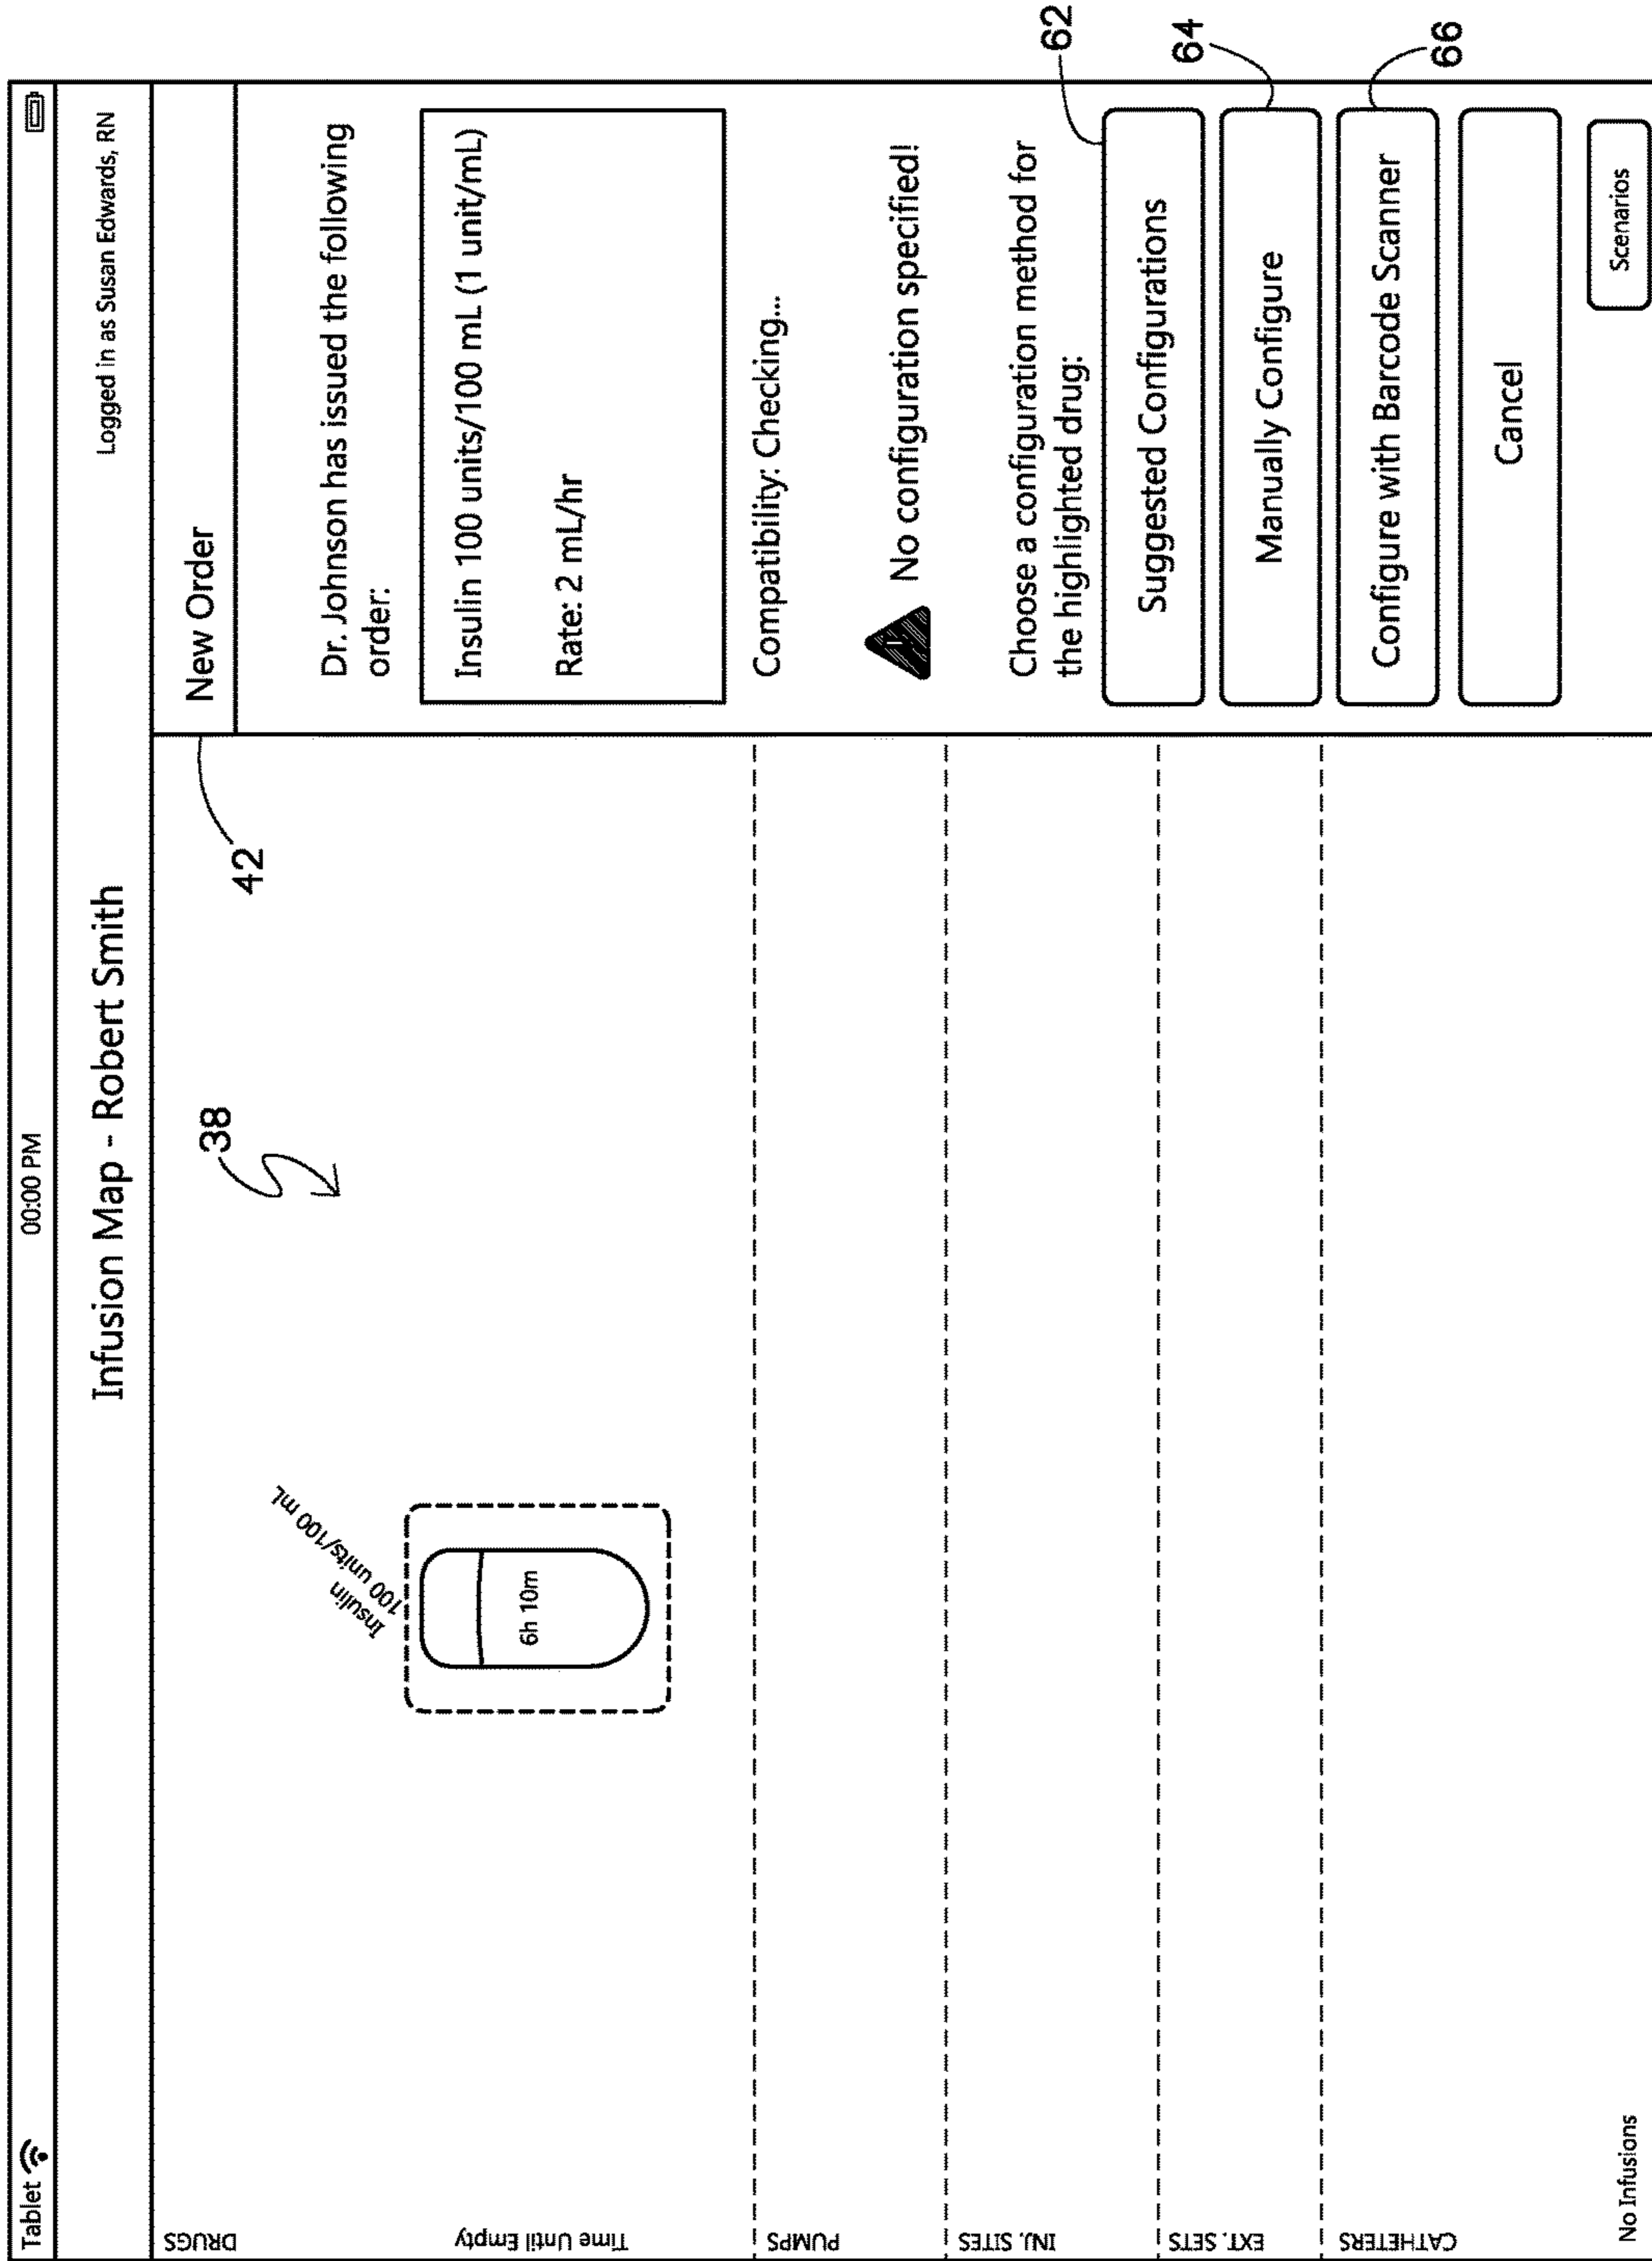 Tablet
00:00 PM
Infusion Map - Robert Smith
Logged in as Susan Edwards, RN
DRUGS
Time Until Empty
PUMPS
INJ. SITES
EXT. SETS
CATHETERS
No Infusions
Insulin
100 units/100 mL
6h 10m
38
42
New Order
Dr. Johnson has issued the following
order:
Insulin 100 units/100 mL (1 unit/mL)
Rate: 2 mL/hr
Compatibility: Checking...
No configuration specified!
Choose a configuration method for
the highlighted drug:
Suggested Configurations
62
Manually Configure
64
Configure with Barcode Scanner
66
Cancel
Scenarios